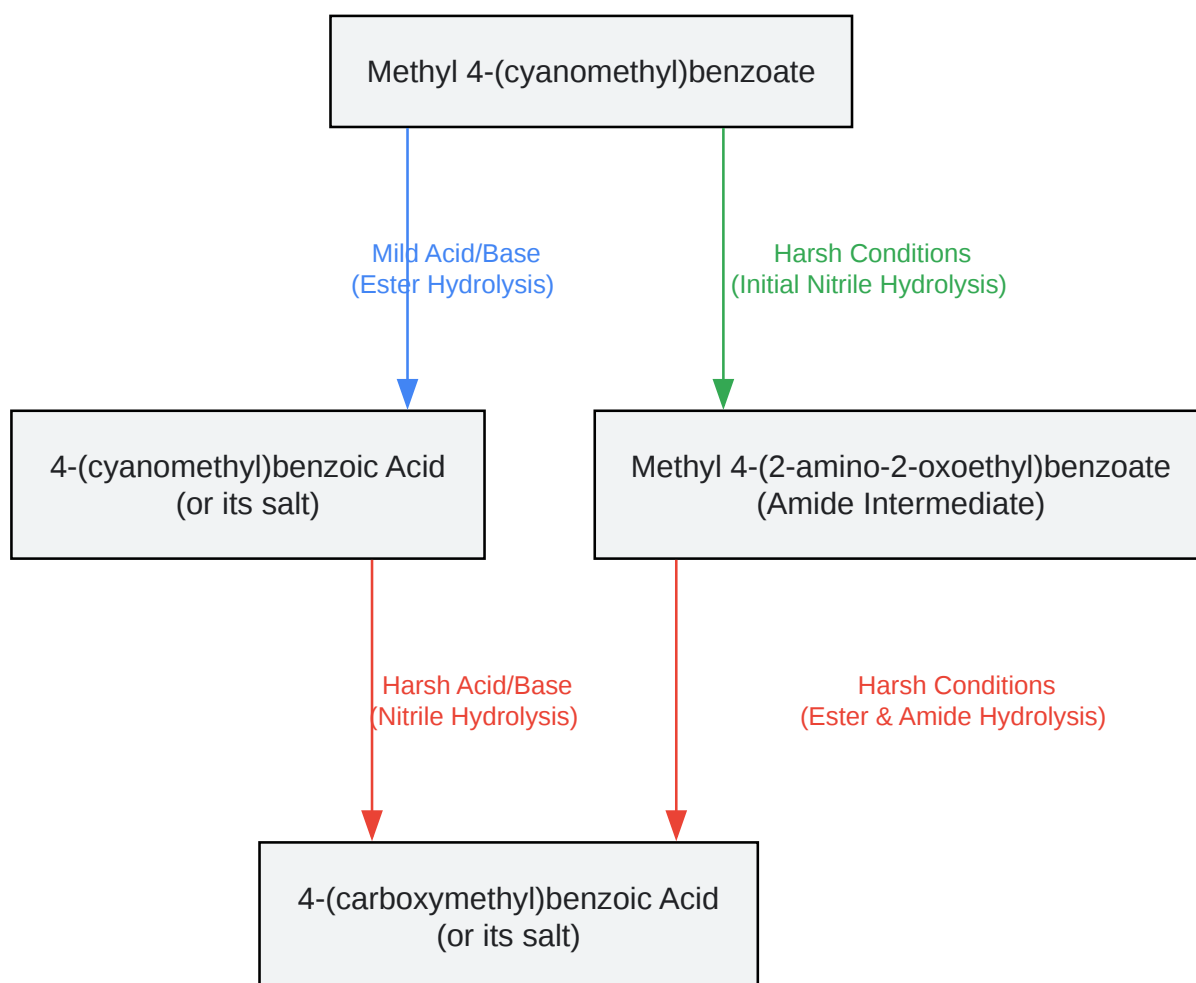 Methyl 4-(cyanomethyl)benzoate
Mild Acid/Base
(Ester Hydrolysis)
Harsh Conditions
(Initial Nitrile Hydrolysis)
4-(cyanomethyl)benzoic Acid
(or its salt)
Methyl 4-(2-amino-2-oxoethyl)benzoate
(Amide Intermediate)
Harsh Acid/Base
(Nitrile Hydrolysis)
Harsh Conditions
(Ester & Amide Hydrolysis)
4-(carboxymethyl)benzoic Acid
(or its salt)